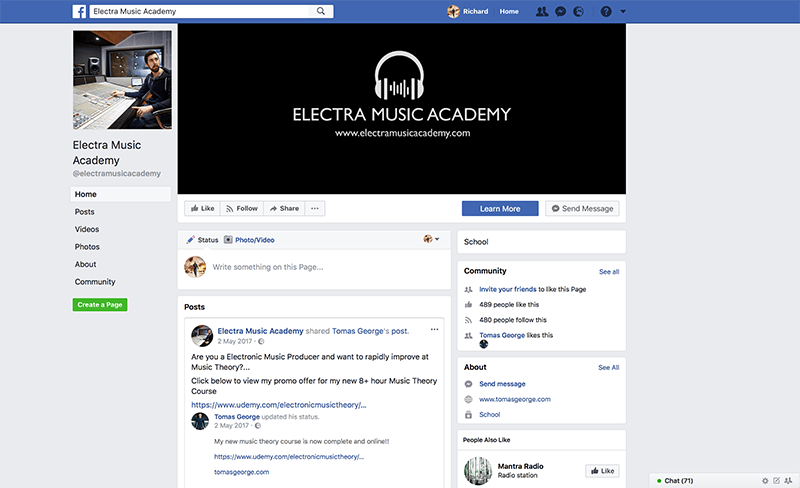 Electra Music Academy
Richard
Home
ELECTRA MUSIC ACADEMY
www.electramusicacademy.com
Electra Music
Academy
@electramusicacademy
Home
Posts
Videos
Photos
About
Community
Create a Page
Like
Follow
Share
Learn More
Send Message
Status
Photo/Video
Write something on this Page...
Posts
Electra Music Academy shared Tomas George's post.
2 May 2017
Are you a Electronic Music Producer and want to rapidly improve at
Music Theory?...
Click below to view my promo offer for my new 8+ hour Music Theory
Course
https://www.udemy.com/electronicmusictheory/...
Tomas George updated his status.
2 May 2017
My new music theory course is now complete and online!!
https://www.udemy.com/electronicmusictheory/...
tomasgeorge.com
School
Community
See all
Invite your friends to like this Page
489 people like this
480 people follow this
Tomas George likes this
About
See All
Send message
www.tomasgeorge.com
School
People Also Like
Mantra Radio
Radio station
Like
Chat (71)